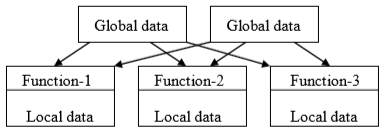 Global data Global data
Function-1 Function-2 Function-3
Local data Local data Local data